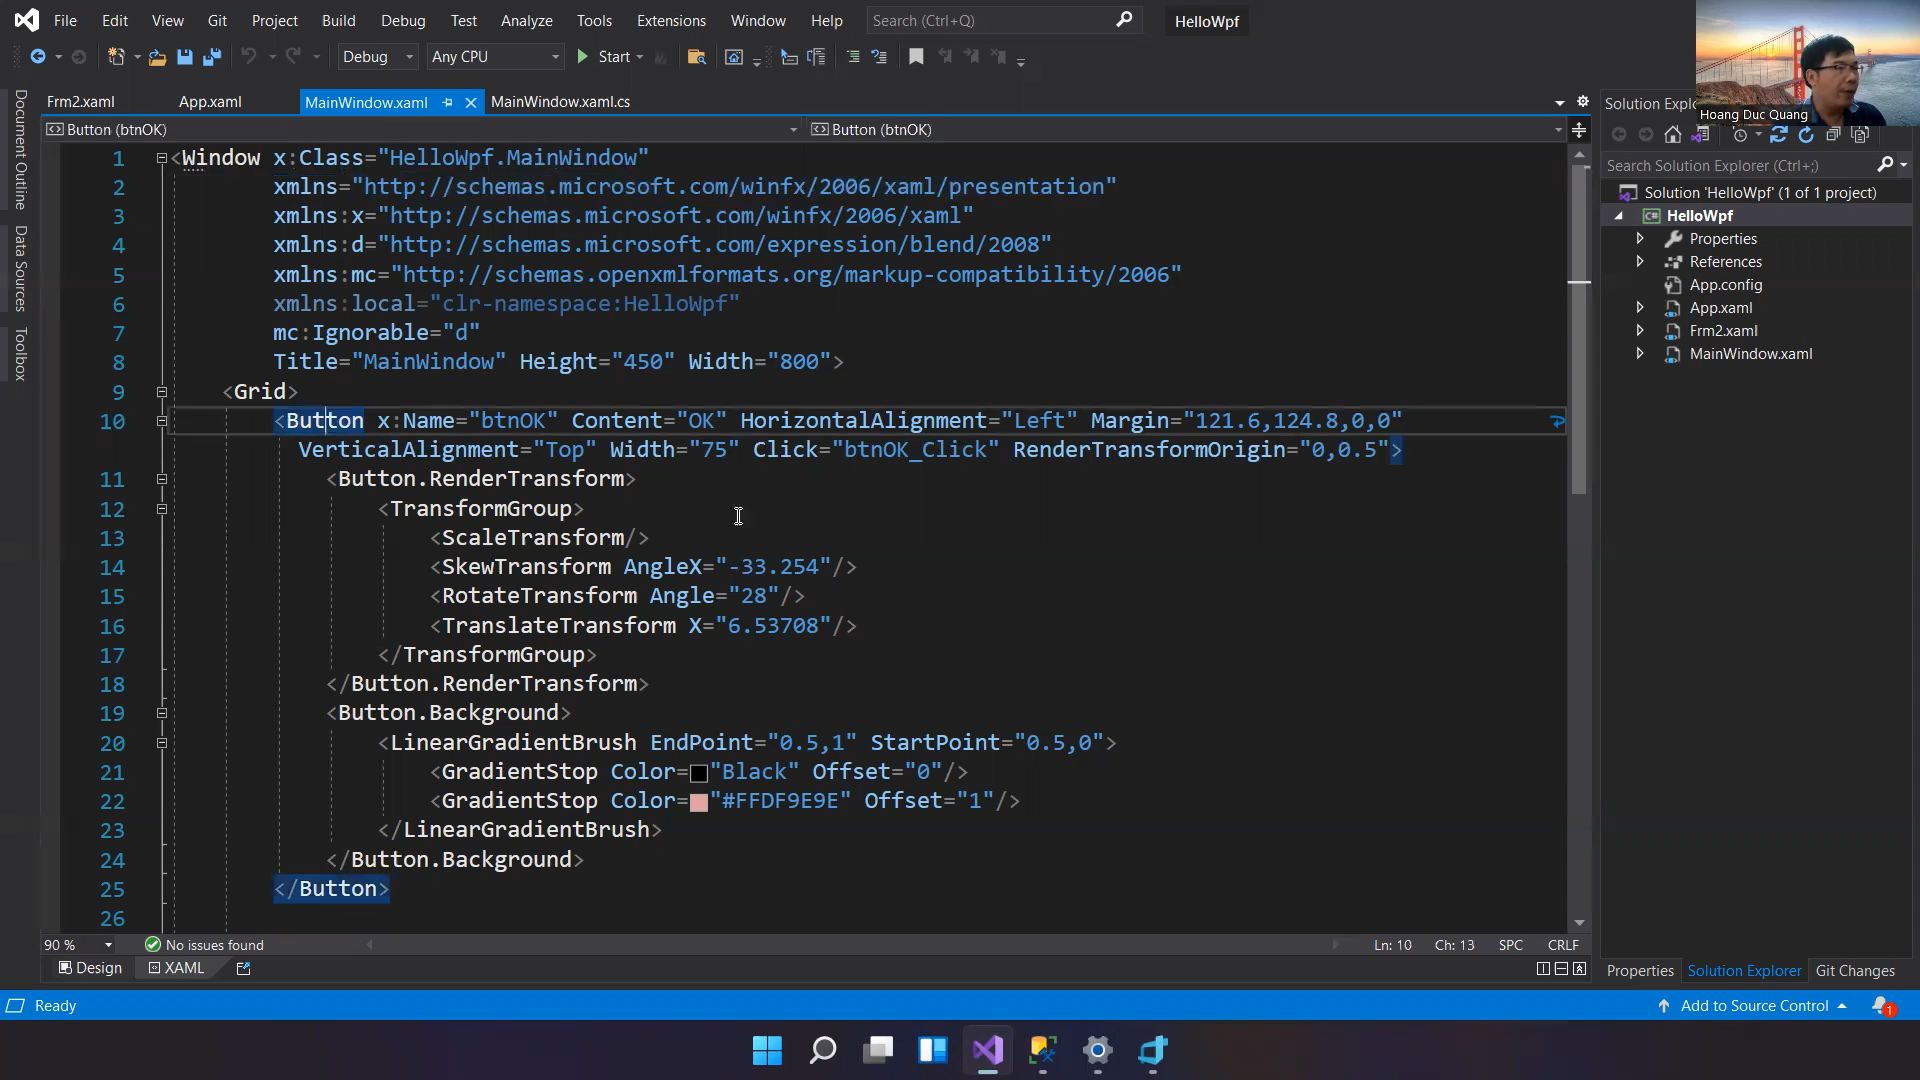 File Edit View Git Project Build Debug Test Analyze Tools Extensions Window Help Search (Ctrl+Q) HelloWpf
Debug Any CPU Start
Hoang Duc Quang
Frm2.xaml App.xaml MainWindow.xaml MainWindow.xaml.cs
Button (btnOK) Button (btnOK)
Document Outline
Data Sources
Toolbox
1 <Window x:Class="HelloWpf.MainWindow"
2 xmlns="http://schemas.microsoft.com/winfx/2006/xaml/presentation"
3 xmlns:x="http://schemas.microsoft.com/winfx/2006/xaml"
4 xmlns:d="http://schemas.microsoft.com/expression/blend/2008"
5 xmlns:mc="http://schemas.openxmlformats.org/markup-compatibility/2006"
6 xmlns:local="clr-namespace:HelloWpf"
7 mc:Ignorable="d"
8 Title="MainWindow" Height="450" Width="800">
9 <Grid>
10 <Button x:Name="btnOK" Content="OK" HorizontalAlignment="Left" Margin="121.6,124.8,0,0"
VerticalAlignment="Top" Width="75" Click="btnOK_Click" RenderTransformOrigin="0,0.5">
11 <Button.RenderTransform>
12 <TransformGroup>
13 <ScaleTransform/>
14 <SkewTransform AngleX="-33.254"/>
15 <RotateTransform Angle="28"/>
16 <TranslateTransform X="6.53708"/>
17 </TransformGroup>
18 </Button.RenderTransform>
19 <Button.Background>
20 <LinearGradientBrush EndPoint="0.5,1" StartPoint="0.5,0">
21 <GradientStop Color="Black" Offset="0"/>
22 <GradientStop Color="#FFDF9E9E" Offset="1"/>
23 </LinearGradientBrush>
24 </Button.Background>
25 </Button>
26
90 % No issues found Ln: 10 Ch: 13 SPC CRLF
Design XAML
Solution
Search Solution Explorer (Ctrl+;)
Solution 'HelloWpf' (1 of 1 project)
HelloWpf
Properties
References
App.config
App.xaml
Frm2.xaml
MainWindow.xaml
Properties Solution Explorer Git Changes
Ready Add to Source Control 1